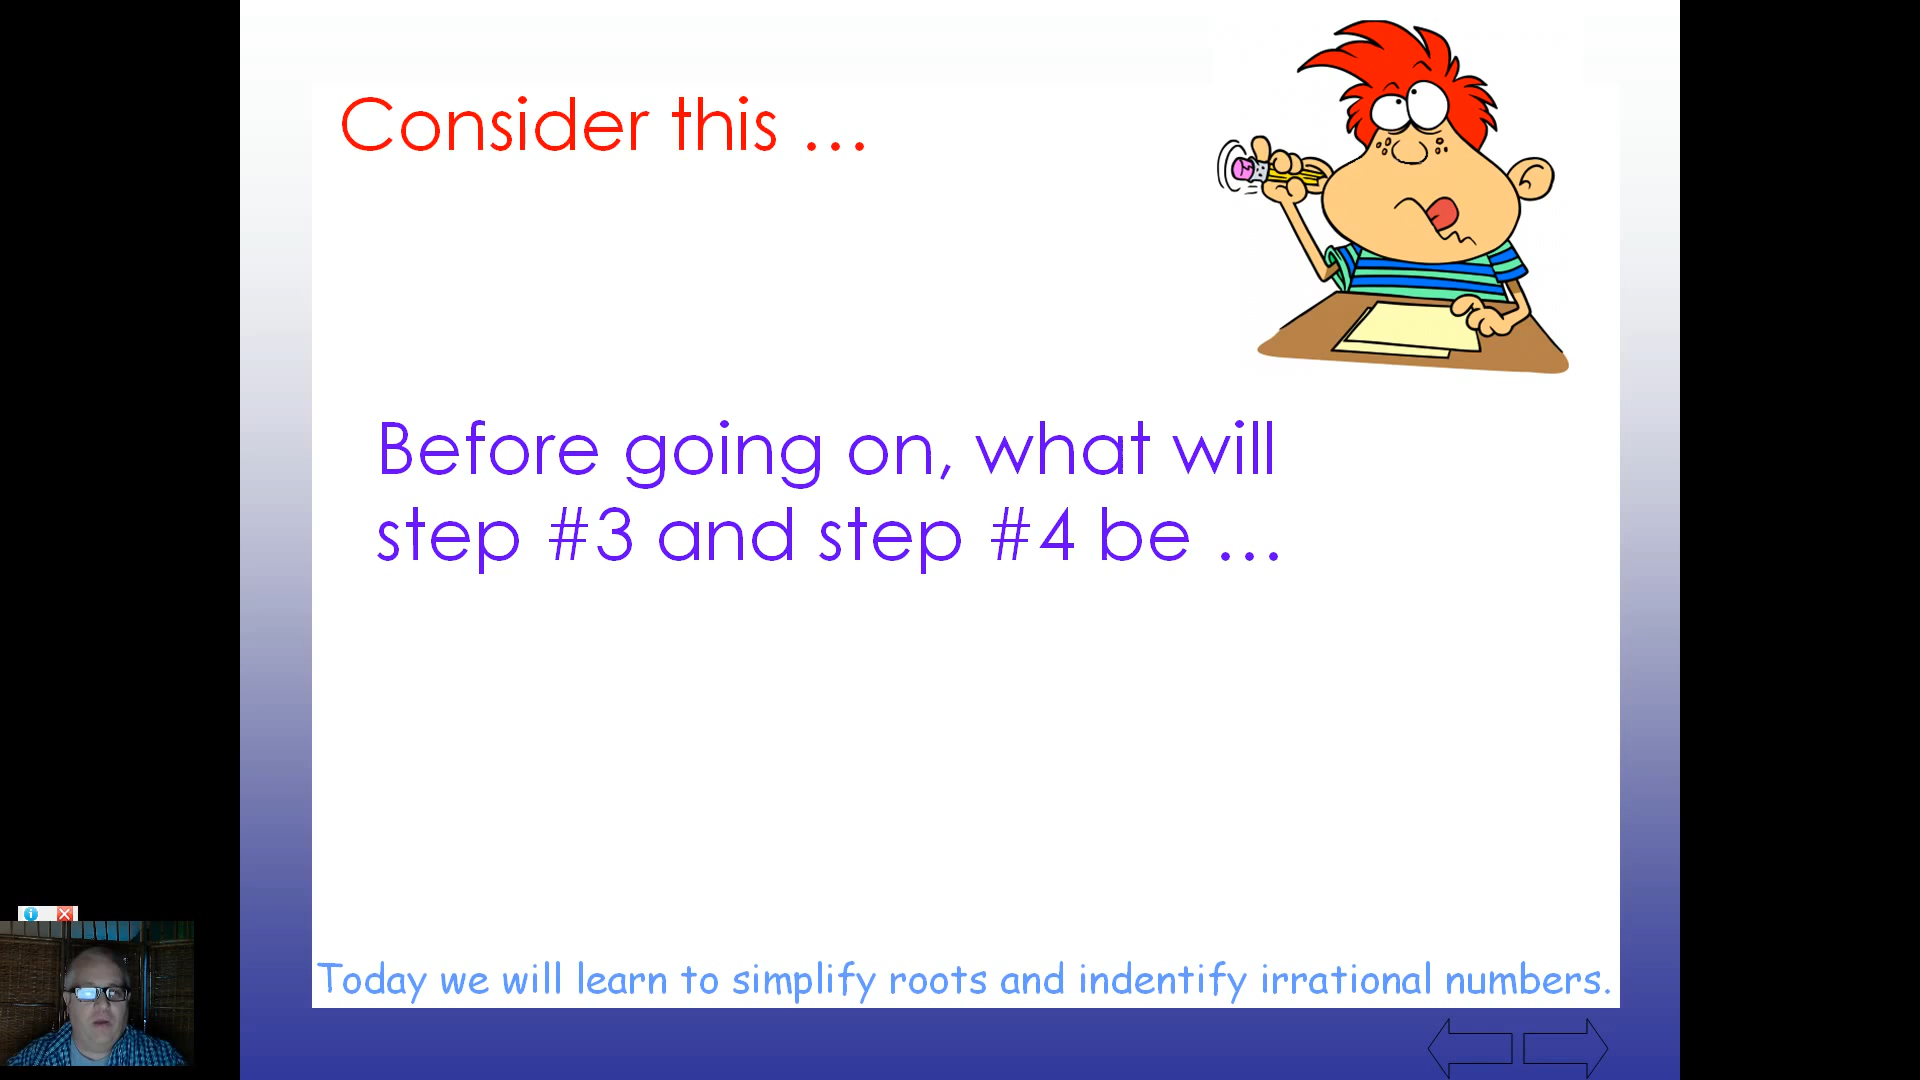 Consider this …
Before going on, what will
step #3 and step #4 be …
Today we will learn to simplify roots and indentify irrational numbers.